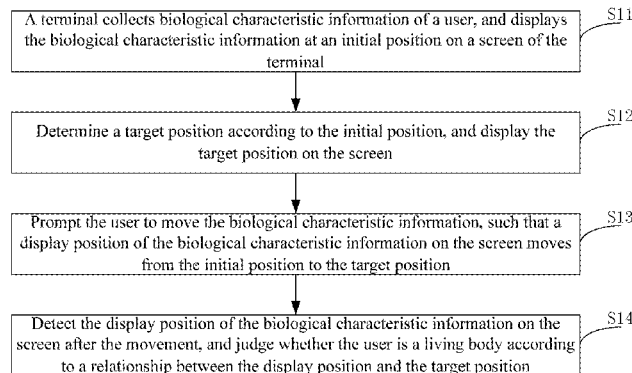 A terminal collects biological characteristic information of a user, and displays
the biological characteristic information at an initial position on a screen of the
terminal
S11
Determine a target position according to the initial position, and display the
target position on the screen
S12
Prompt the user to move the biological characteristic information, such that a
display position of the biological characteristic information on the screen moves
from the initial position to the target position
S13
Detect the display position of the biological characteristic information on the
screen after the movement, and judge whether the user is a living body according
to a relationship between the display position and the target position
S14